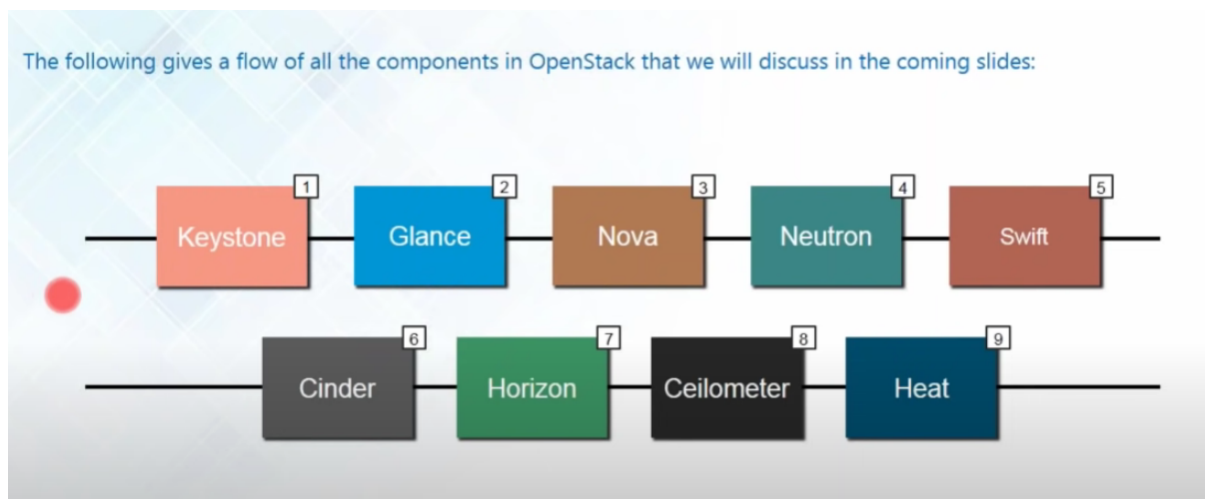 The following gives a flow of all the components in OpenStack that we will discuss in the coming slides:
1
Keystone
2
Glance
3
Nova
4
Neutron
5
Swift
6
Cinder
7
Horizon
8
Ceilometer
9
Heat